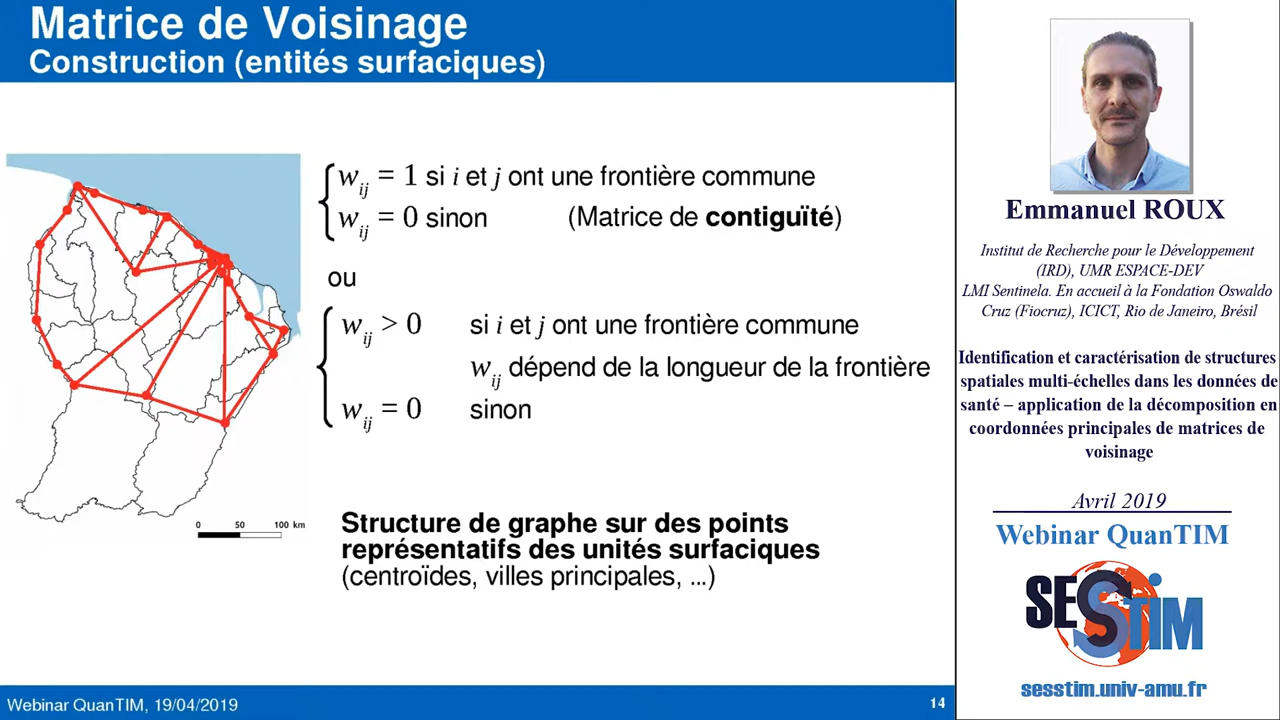 Matrice de Voisinage
Construction (entités surfaciques)
w_ij = 1 si i et j ont une frontière commune
w_ij = 0 sinon (Matrice de contiguïté)
ou
w_ij > 0 si i et j ont une frontière commune
w_ij dépend de la longueur de la frontière
w_ij = 0 sinon
0 50 100 km
Structure de graphe sur des points
représentatifs des unités surfaciques
(centroïdes, villes principales, ...)
Webinar QuanTIM, 19/04/2019
14
Emmanuel ROUX
Institut de Recherche pour le Dévelopement
(IRD), UMR ESPACE-DEV
LMI Sentinela. En accueil à la Fondation Oswaldo
Cruz (Fiocruz), ICICT, Rio de Janeiro, Brésil
Identification et caractérisation de structures
spatiales multi-échelles dans les données de
santé – application de la décomposition en
coordonnées principales de matrices de
voisinage
Avril 2019
Webinar QuanTIM
SESSTIM
sesstim.univ-amu.fr